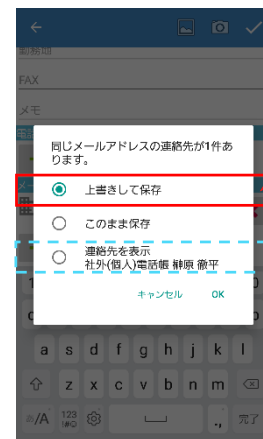 FAX
メモ
同じメールアドレスの連絡先が1件あ
ります。
上書きして保存
このまま保存
連絡先を表示
社外(個人)電話帳 榊原 徹平
キャンセル
OK
a s d f g h j k l
z x c v b n m
あ/A 123 !#☺ ., 完了